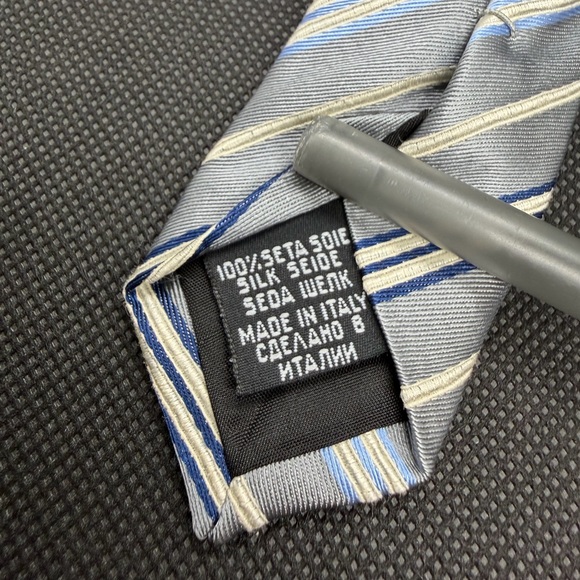 100% SETA SOIE
SILK SEIDE
SEDA ШЕЛК
MADE IN ITALY
СДЕЛАНО В
ИТАЛИИ